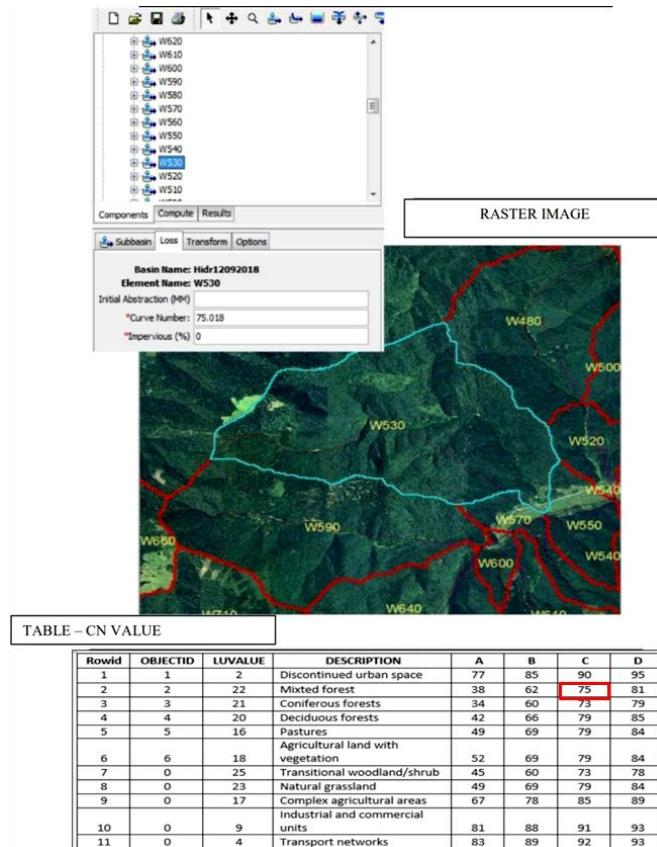 W620
W610
W600
W590
W580
W570
W560
W550
W540
W530
W520
W510
Components Compute Results
Subbasin Loss Transform Options
Basin Name: Hidr12092018
Element Name: W530
Initial Abstraction (MM)
*Curve Number: 75.018
*Impervious (%) 0
RASTER IMAGE
W480
W500
W530
W520
W540
W570
W590
W550
W660
W540
W600
W640
TABLE – CN VALUE
Rowid OBJECTID LUVALUE DESCRIPTION A B C D
1 1 2 Discontinued urban space 77 85 90 95
2 2 22 Mixted forest 38 62 75 81
3 3 21 Coniferous forests 34 60 73 79
4 4 20 Deciduous forests 42 66 79 85
5 5 16 Pastures 49 69 79 84
Agricultural land with
6 6 18 vegetation 52 69 79 84
7 0 25 Transitional woodland/shrub 45 60 73 78
8 0 23 Natural grassland 49 69 79 84
9 0 17 Complex agricultural areas 67 78 85 89
Industrial and commercial
10 0 9 units 81 88 91 93
11 0 4 Transport networks 83 89 92 93